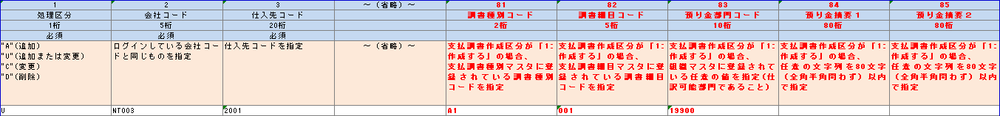 1 2 3 ～（省略）～ 81 82 83 84 85
処理区分 会社コード 仕入先コード 調書種別コード 調書細目コード 預り金部門コード 預り金摘要１ 預り金摘要２
1桁 5桁 20桁 2桁 5桁 10桁 80桁 80桁
必須 必須 必須
"A"(追加)
"U"(追加または変更)
"C"(変更)
"D"(削除)
ログインしている会社コー
ドと同じものを指定
仕入先コードを指定
～（省略）～
支払調書作成区分が「1:
作成する」の場合、
支払調書種別マスタに登
録されている調書種別
コードを指定
支払調書作成区分が「1:
作成する」の場合、
支払調書細目マスタに登
録されている調書細目
コードを指定
支払調書作成区分が「1:
作成する」の場合、
組織マスタに登録されて
いる任意の値を指定(仕
訳可能部門であること)
支払調書作成区分が「1:
作成する」の場合、
任意の文字列を80文字
（全角半角問わず）以内
で指定
支払調書作成区分が「1:
作成する」の場合、
任意の文字列を80文字
（全角半角問わず）以内
で指定
U NT003 2001 A1 001 19900